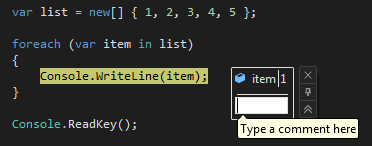 var list = new[] { 1, 2, 3, 4, 5 };
foreach (var item in list)
{
Console.WriteLine(item);
item 1
}
Type a comment here
Console.ReadKey();